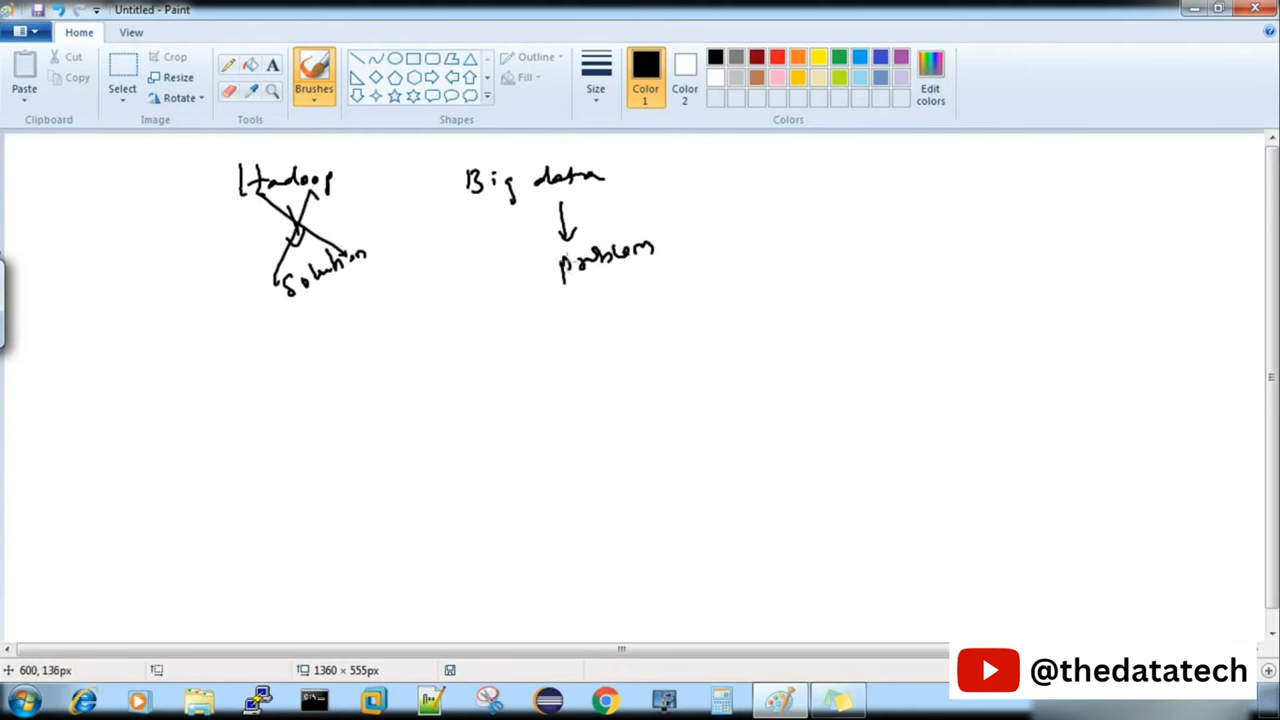 Untitled - Paint
Home View
Paste
Cut
Copy
Clipboard
Select
Crop
Resize
Rotate
Image
Tools
Brushes
Shapes
Outline
Fill
Size
Color 1
Color 2
Edit colors
Colors
Hadoop Big data
solution problem
600, 136px
1360 × 555px
@thedatatech